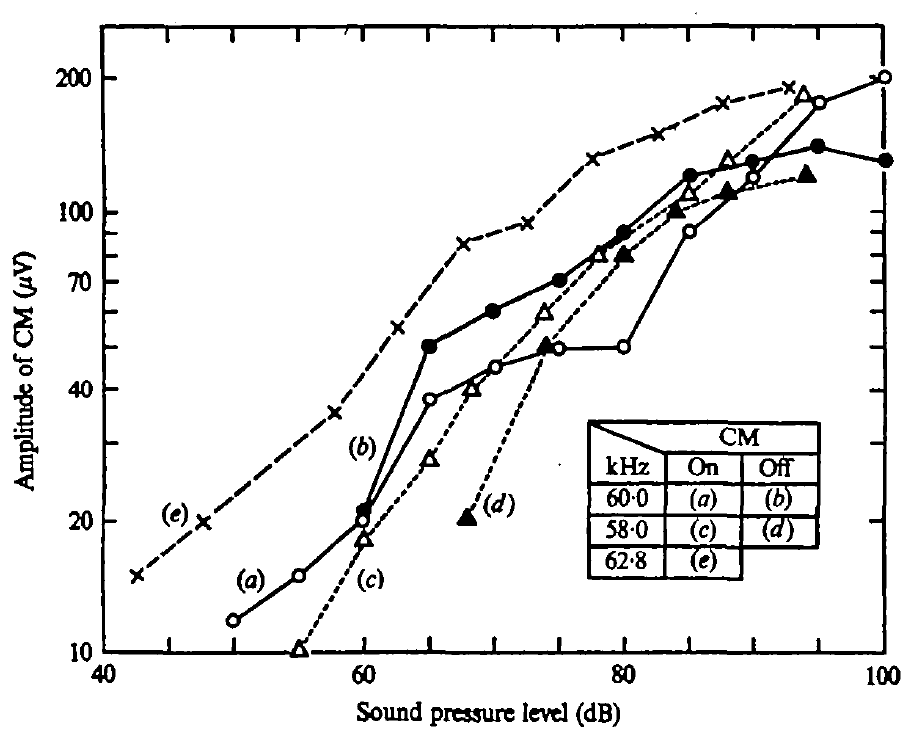 200
100
70
40
20
10
40
60
80
100
Amplitude of CM (μV)
Sound pressure level (dB)
(e)
(a)
(b)
(c)
(d)
CM
kHz On Off
60·0 (a) (b)
58·0 (c) (d)
62·8 (e)